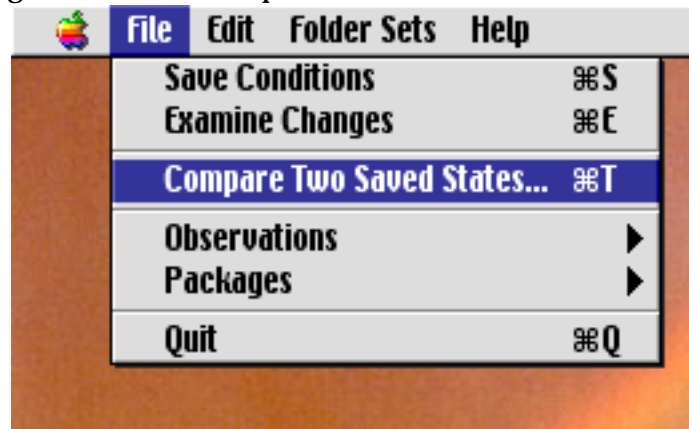 File Edit Folder Sets Help
Save Conditions ⌘S
Examine Changes ⌘E
Compare Two Saved States... ⌘T
Observations
Packages
Quit ⌘Q